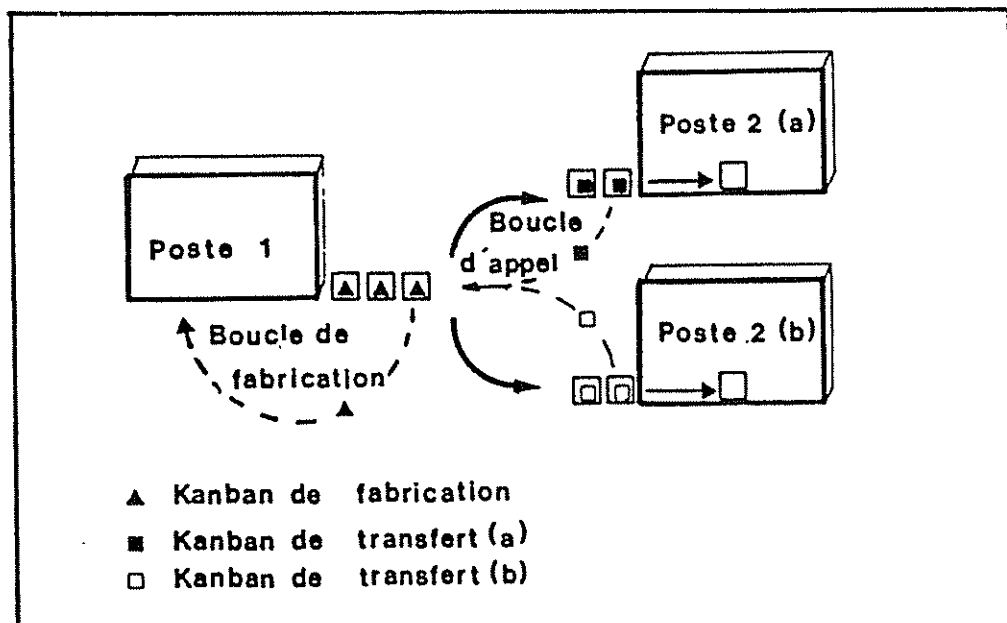 Poste 2 (a)
Poste 1
Boucle
d'appel
Boucle de
fabrication
Poste 2 (b)
Kanban de fabrication
Kanban de transfert (a)
Kanban de transfert (b)